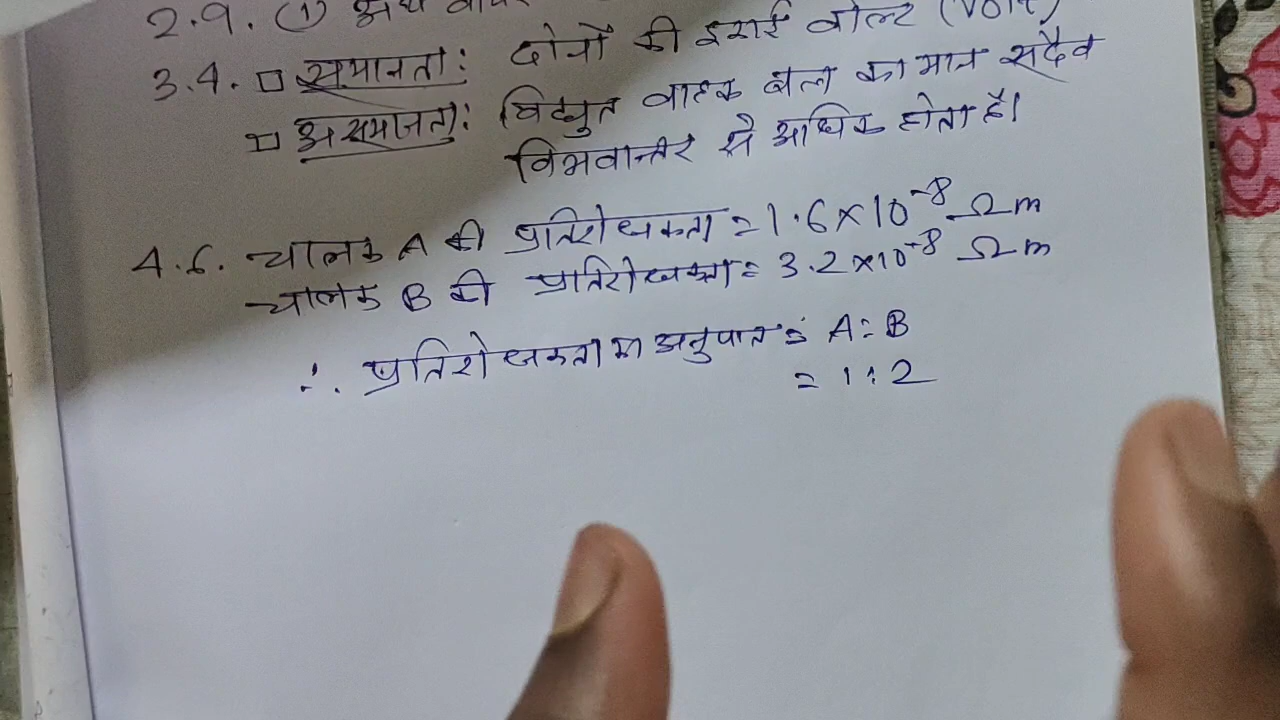 2.9. (1) अर्ध
3.4. □ समानता: दोनों की इकाई वोल्ट (Volt)
□ असमानता: विद्युत वाहक बल का मान सदैव
विभवान्तर से अधिक होता है।
4.6. चालक A की प्रतिरोधकता = 1.6×10⁻⁸ Ωm
चालक B की प्रतिरोधकता = 3.2×10⁻⁸ Ωm
∴ प्रतिरोधकता का अनुपात = A:B
= 1:2